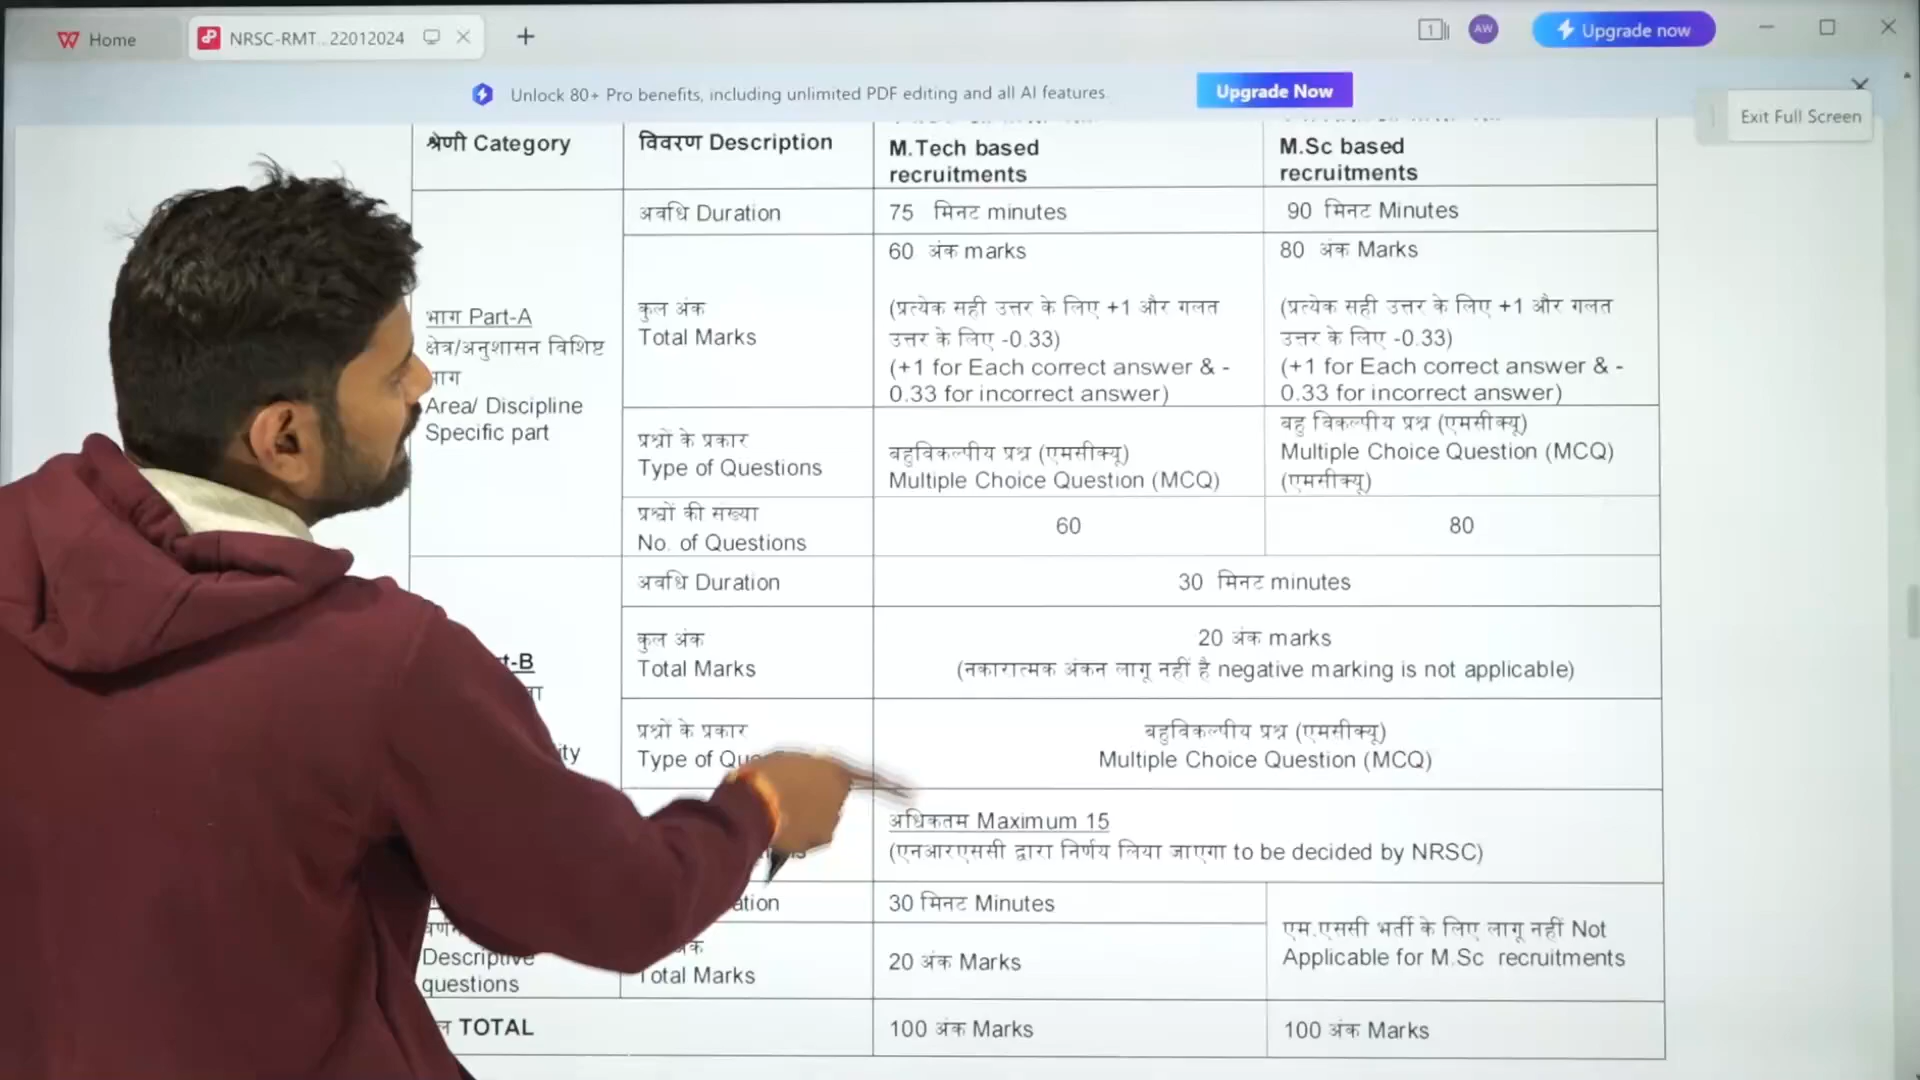 Home
NRSC-RMT...22012024
1
AW
Upgrade now
Unlock 80+ Pro benefits, including unlimited PDF editing and all AI features.
Upgrade Now
Exit Full Screen
श्रेणी Category
विवरण Description
M.Tech based
recruitments
M.Sc based
recruitments
भाग Part-A
क्षेत्र/अनुशासन विशिष्ट
भाग
Area/ Discipline
Specific part
अवधि Duration
75 मिनट minutes
90 मिनट Minutes
कुल अंक
Total Marks
60 अंक marks
(प्रत्येक सही उत्तर के लिए +1 और गलत
उत्तर के लिए -0.33)
(+1 for Each correct answer & -
0.33 for incorrect answer)
80 अंक Marks
(प्रत्येक सही उत्तर के लिए +1 और गलत
उत्तर के लिए -0.33)
(+1 for Each correct answer & -
0.33 for incorrect answer)
प्रश्नों के प्रकार
Type of Questions
बहुविकल्पीय प्रश्न (एमसीक्यू)
Multiple Choice Question (MCQ)
बहु विकल्पीय प्रश्न (एमसीक्यू)
Multiple Choice Question (MCQ)
(एमसीक्यू)
प्रश्नों की संख्या
No. of Questions
60
80
t-B
ity
अवधि Duration
30 मिनट minutes
कुल अंक
Total Marks
20 अंक marks
(नकारात्मक अंकन लागू नहीं है negative marking is not applicable)
प्रश्नों के प्रकार
Type of Qu
बहुविकल्पीय प्रश्न (एमसीक्यू)
Multiple Choice Question (MCQ)
अधिकतम Maximum 15
(एनआरएससी द्वारा निर्णय लिया जाएगा to be decided by NRSC)
Descriptive
questions
ation
30 मिनट Minutes
एम.एससी भर्ती के लिए लागू नहीं Not
Applicable for M.Sc recruitments
अंक
Total Marks
20 अंक Marks
TOTAL
100 अंक Marks
100 अंक Marks